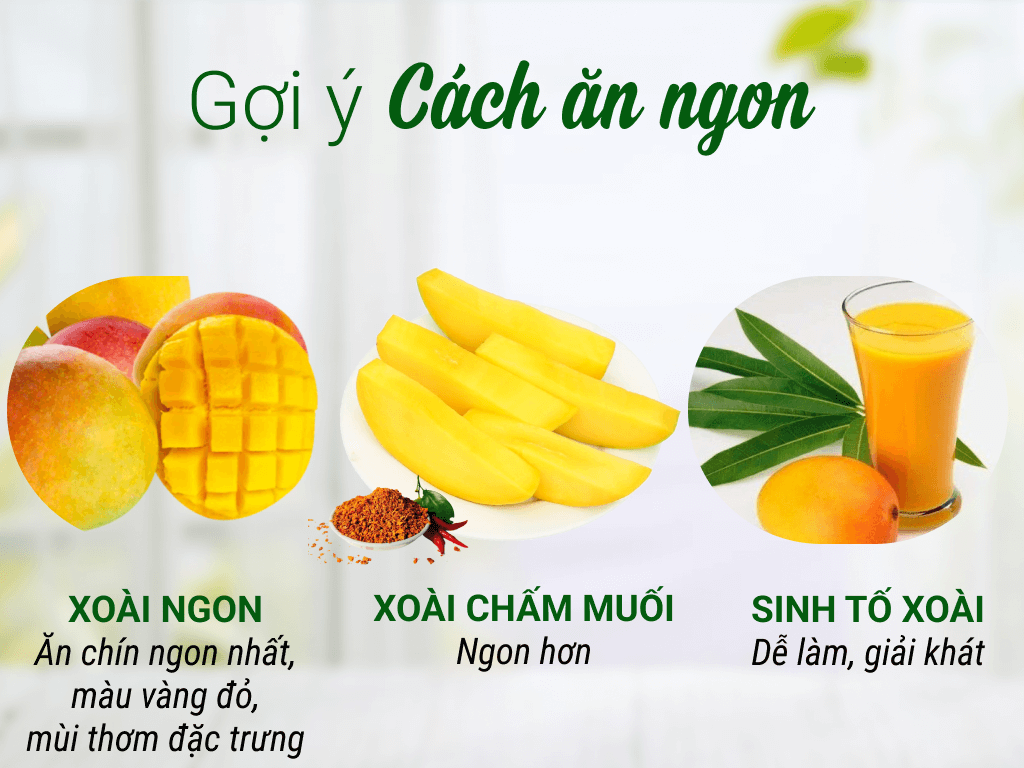 Gợi ý Cách ăn ngon
XOÀI NGON
Ăn chín ngon nhất,
màu vàng đỏ,
mùi thơm đặc trưng
XOÀI CHẤM MUỐI
Ngon hơn
SINH TỐ XOÀI
Dễ làm, giải khát